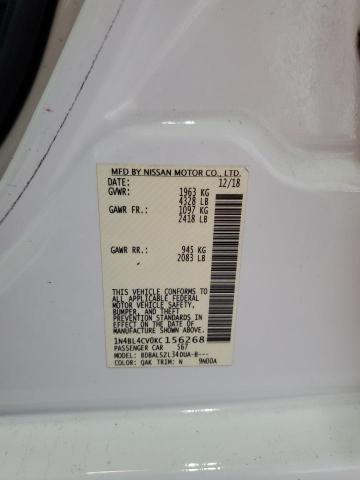 MFD BY NISSAN MOTOR CO., LTD.
DATE: 12/18
GVWR: 1963 KG
4328 LB
GAWR FR.: 1097 KG
2418 LB
GAWR RR.: 945 KG
2083 LB
THIS VEHICLE CONFORMS TO ALL
APPLICABLE FEDERAL MOTOR VEHICLE SAFETY,
BUMPER, AND THEFT PREVENTION STANDARDS IN
EFFECT ON THE DATE OF MANUFACTURE SHOWN ABOVE.
1N4BL4CV0KC156268
PASSENGER CAR 567
MODEL: BDBALSZL34DUA-B---
COLOR: QAK TRIM: N 9N00A